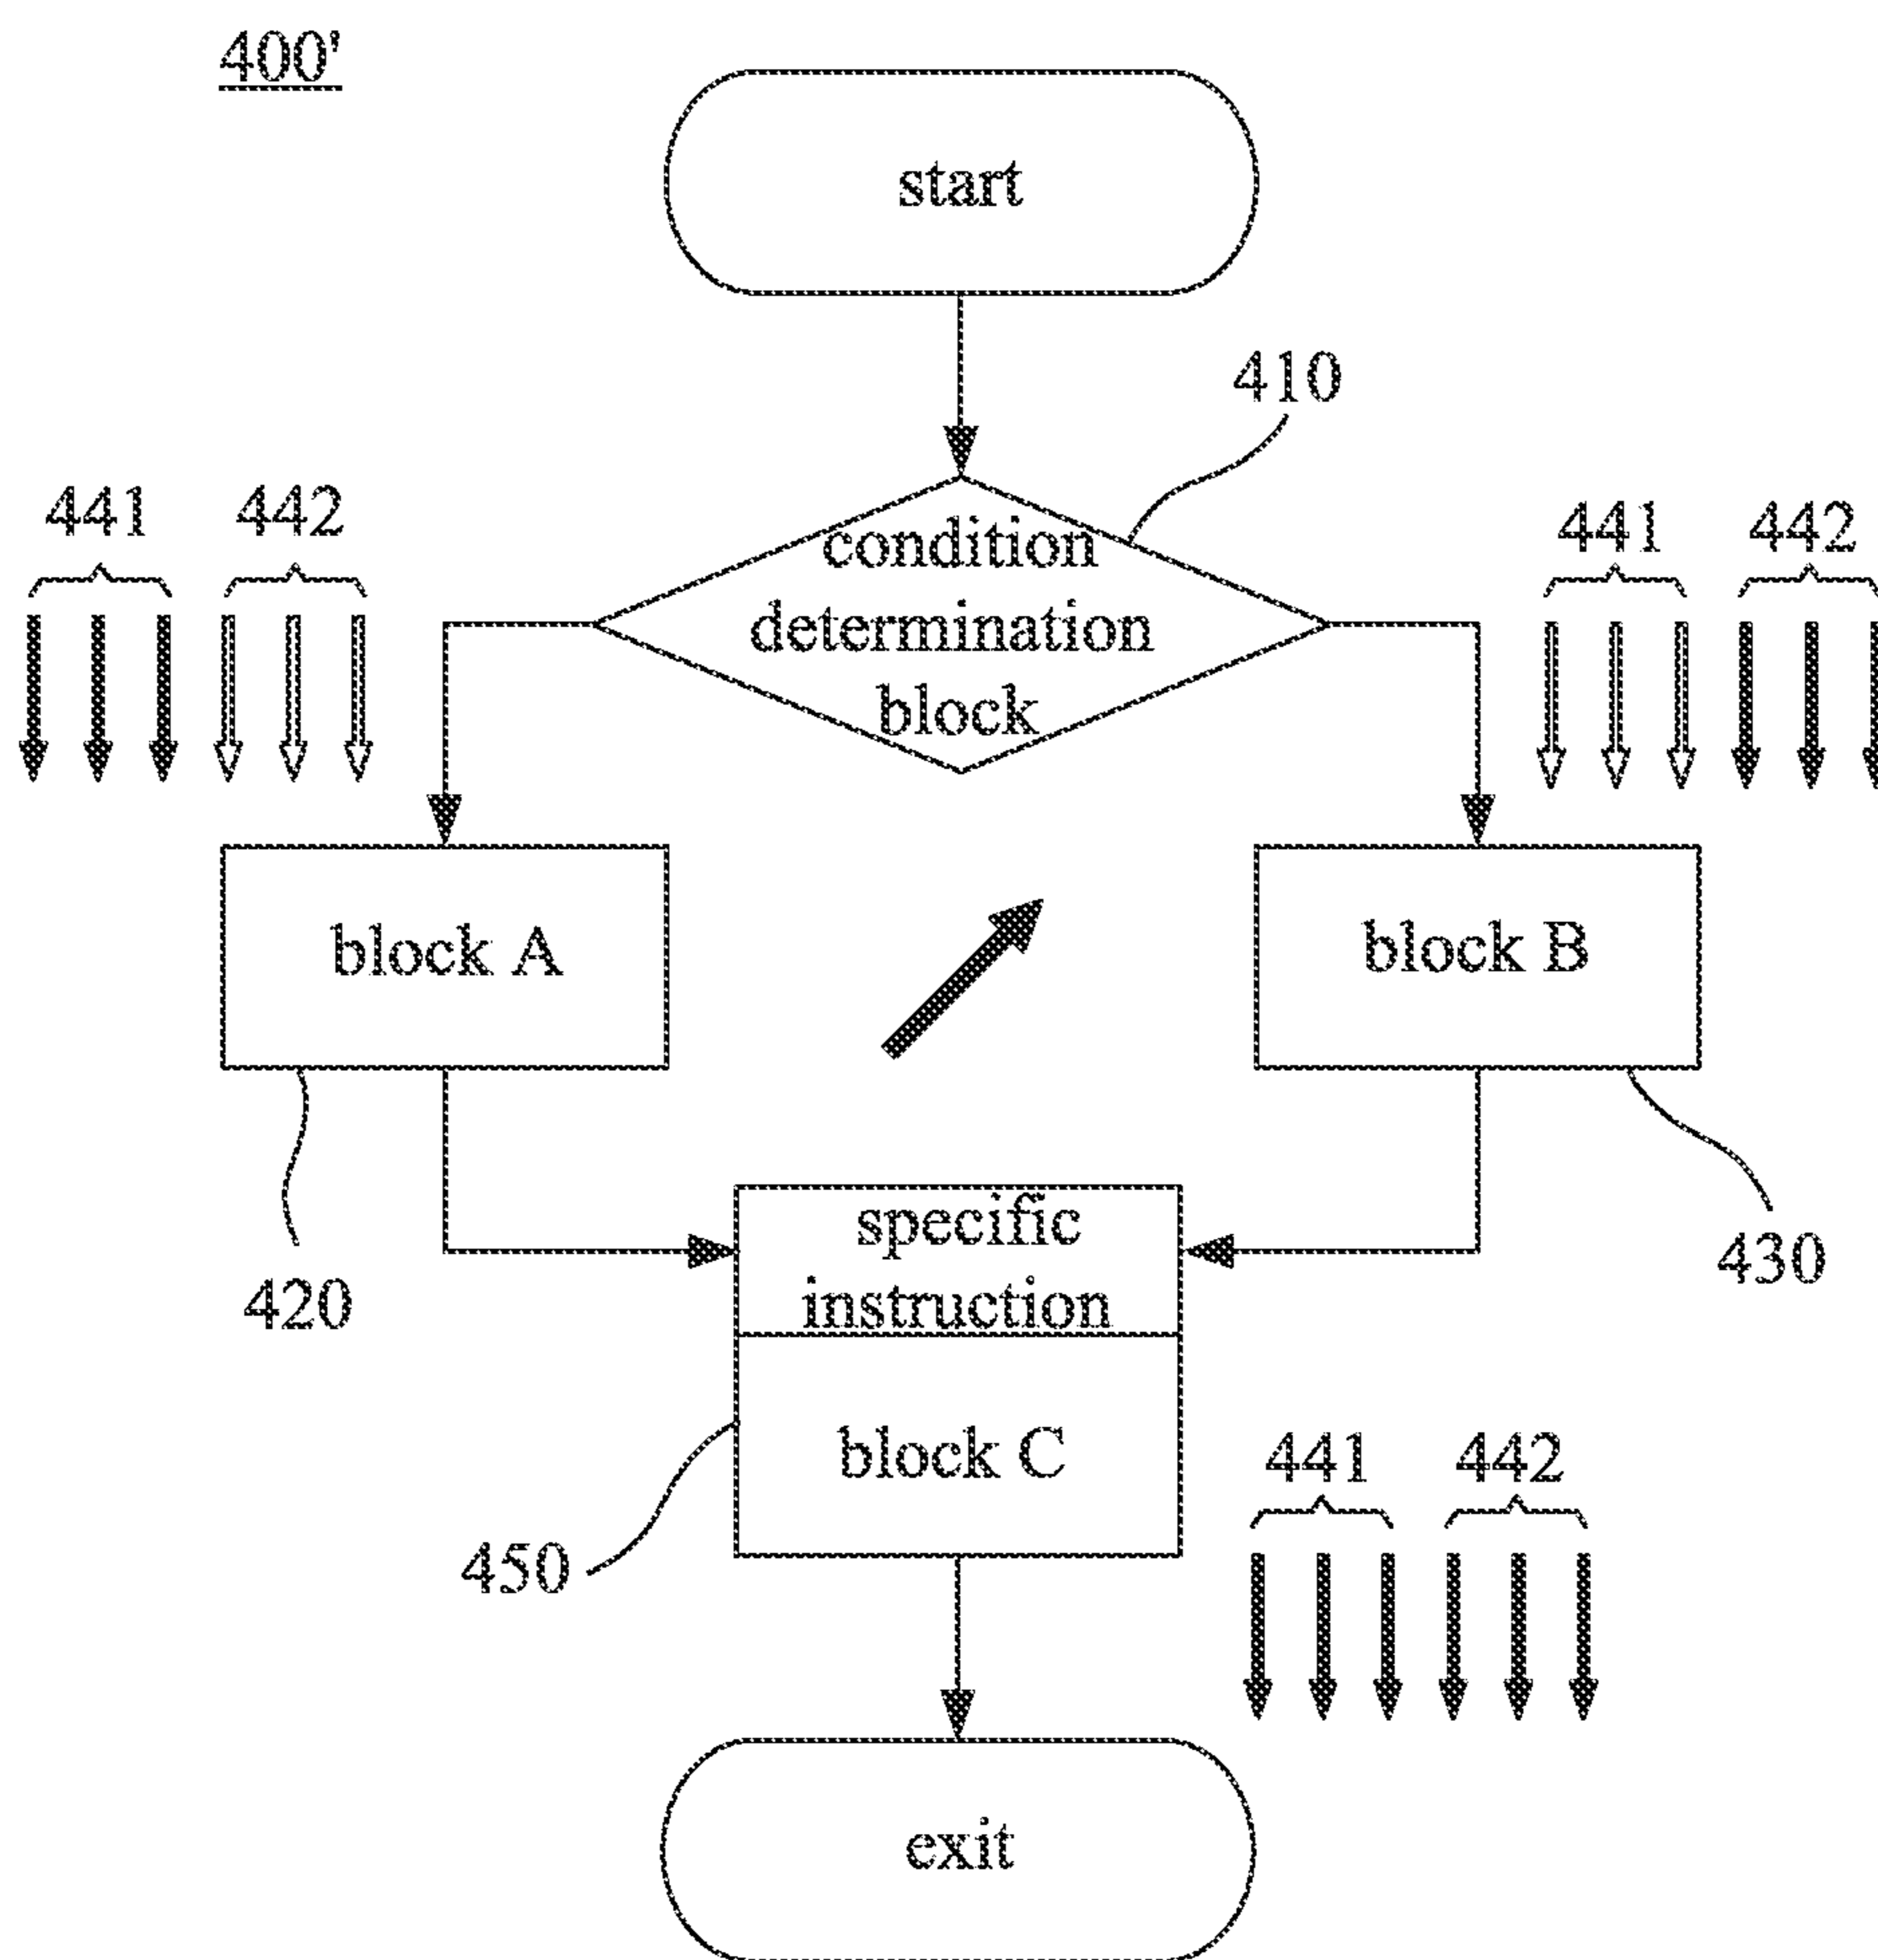 400'
start
410
441 442
condition
determination
block
441 442
block A
block B
420
430
specific
instruction
block C
450
441 442
exit